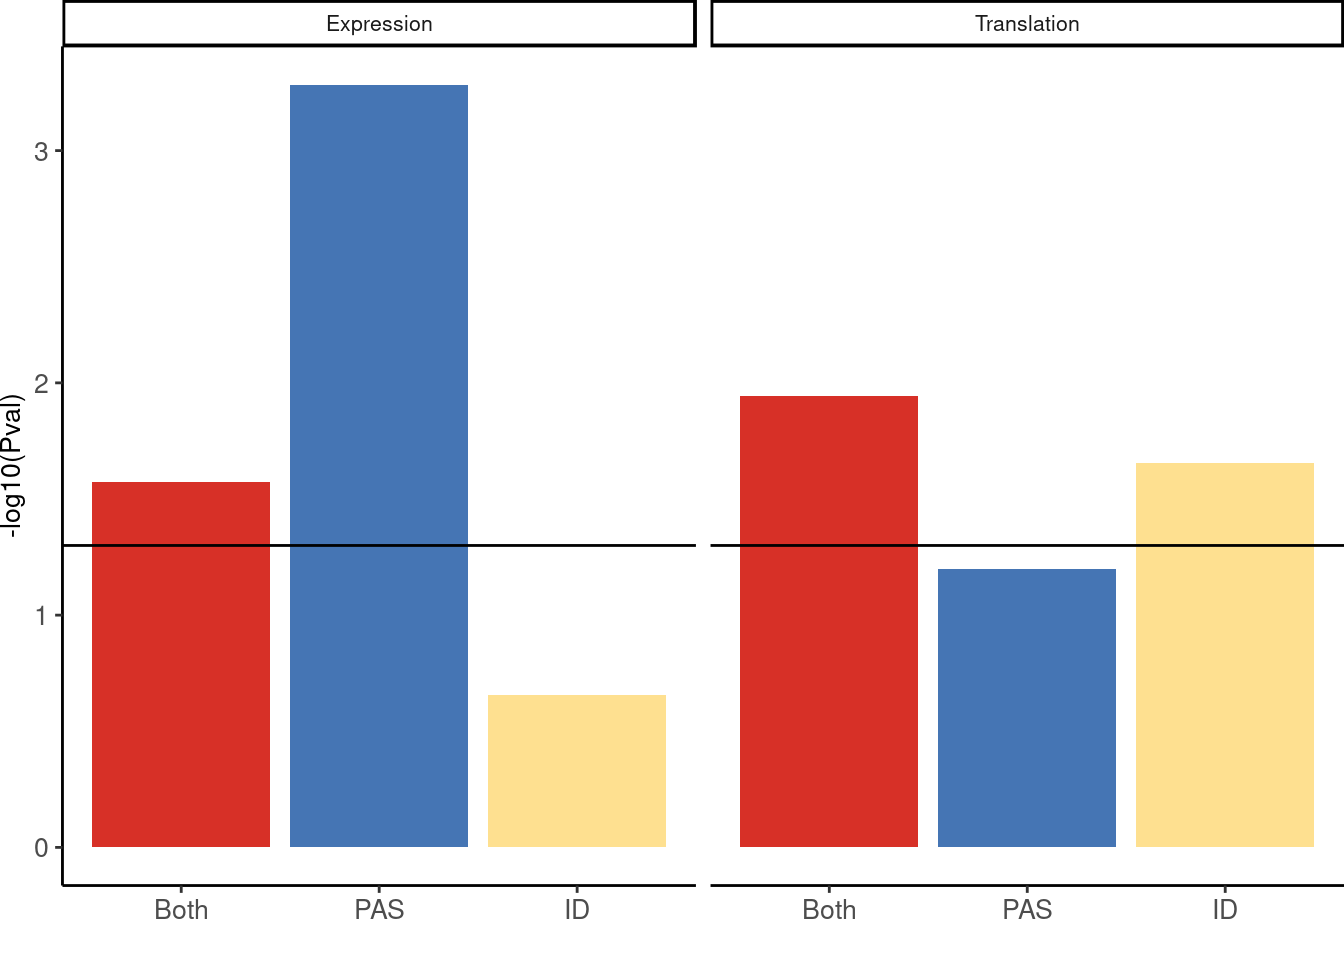 Expression
Translation
-log10(Pval)
3
2
1
0
Both PAS ID
Both PAS ID